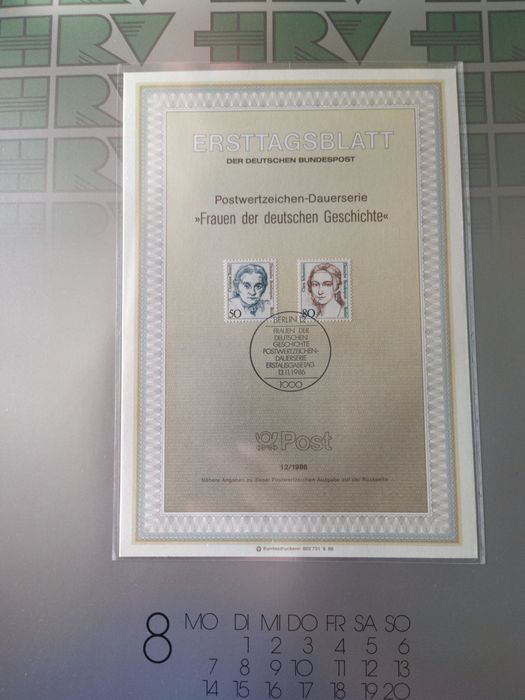 HRV HRV
ERSTTAGSBLATT
DER DEUTSCHEN BUNDESPOST
Postwertzeichen-Dauerserie
»Frauen der deutschen Geschichte«
50
80
BERLIN 12
FRAUEN DER
DEUTSCHEN
GESCHICHTE
POSTWERTZEICHEN-
DAUERSERIE
ERSTAUSGABETAG
13.11.1986
1000
Post
12/1986
Nähere Angaben zu dieser Postwertzeichen-Ausgabe auf der Rückseite
Bundesdruckerei
8
MO DI MI DO FR SA SO
1 2 3 4 5 6
7 8 9 10 11 12 13
14 15 16 17 18 19 20